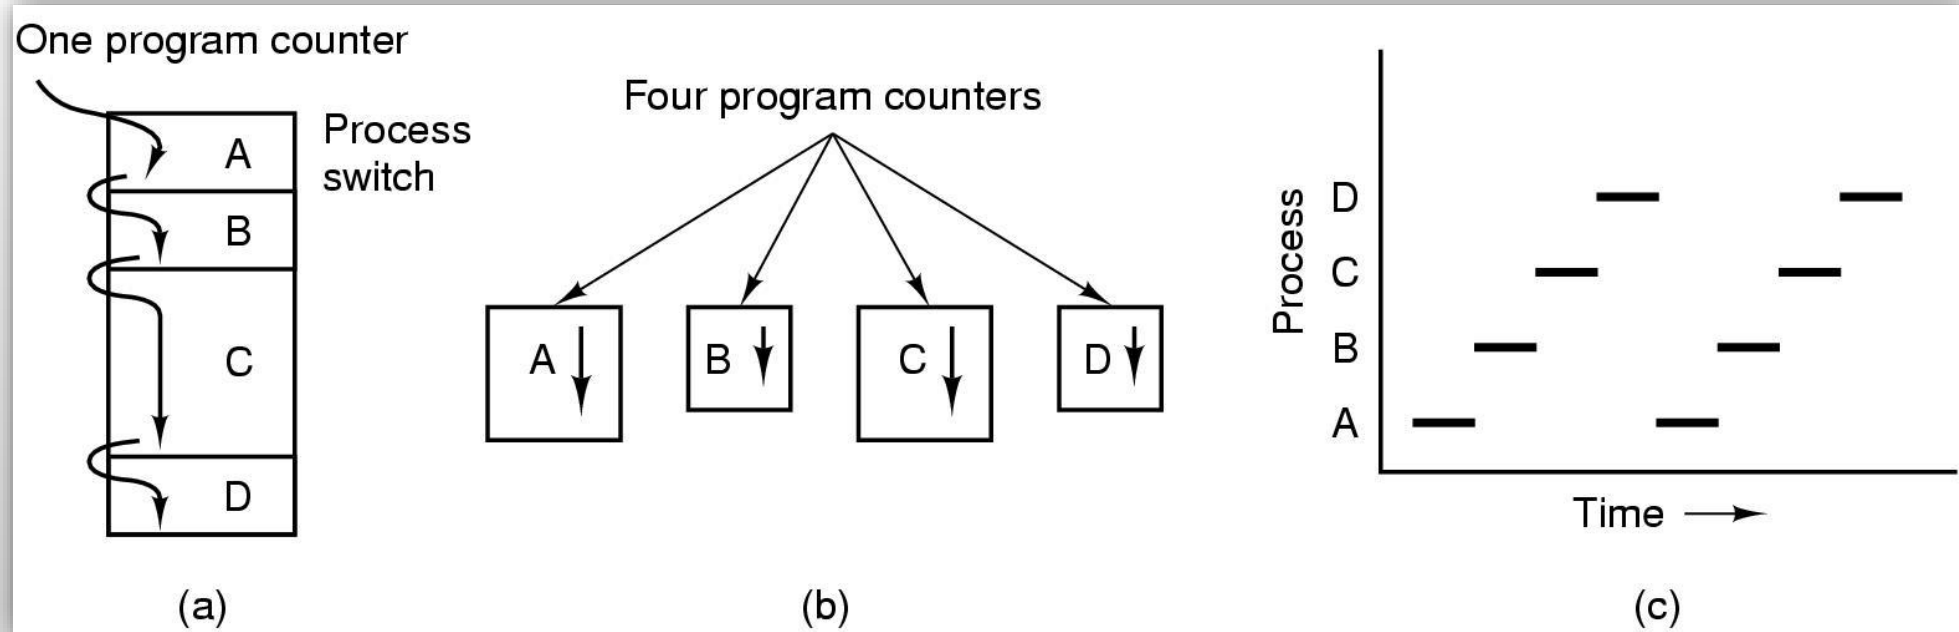 One program counter
Process
switch
A
B
C
D
(a)
Four program counters
A
B
C
D
(b)
Process
D
C
B
A
Time
(c)